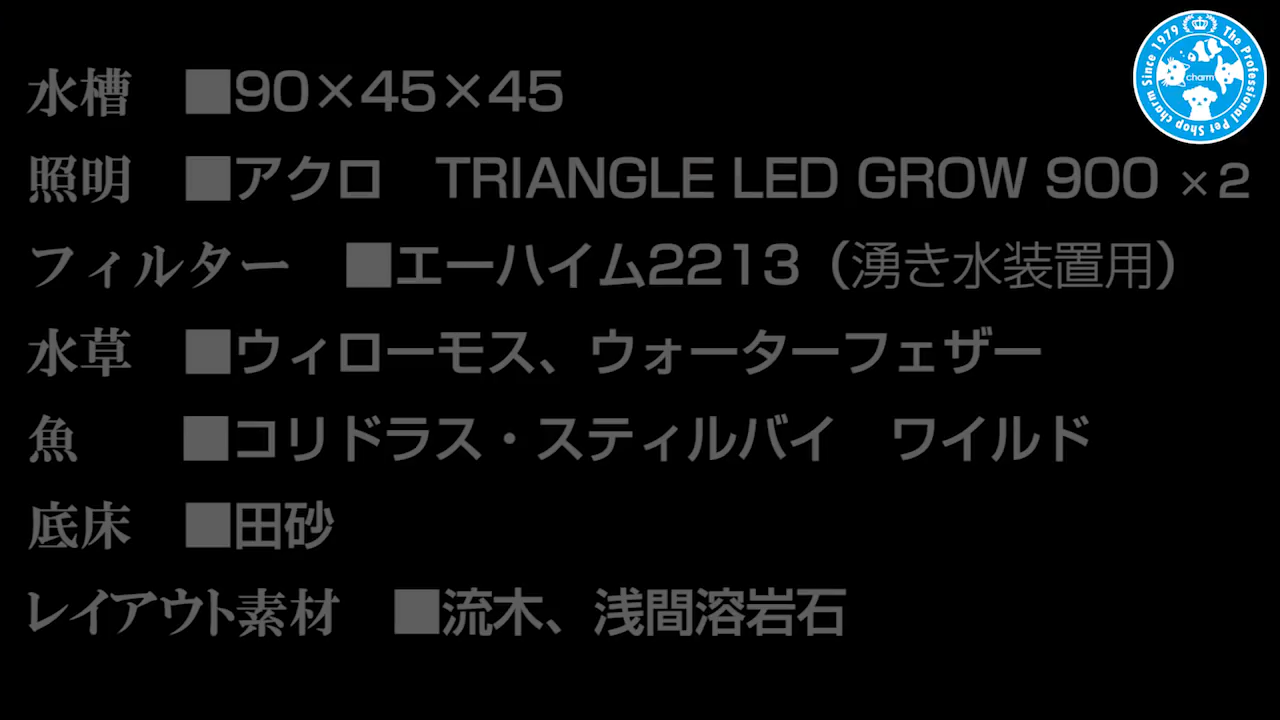 水槽　■90×45×45
照明　■アクロ　TRIANGLE LED GROW 900 ×2
フィルター　■エーハイム2213（湧き水装置用）
水草　■ウィローモス、ウォーターフェザー
魚　　■コリドラス・スティルバイ　ワイルド
底床　■田砂
レイアウト素材　■流木、浅間溶岩石
Since 1979 The Professional Pet Shop charm
charm